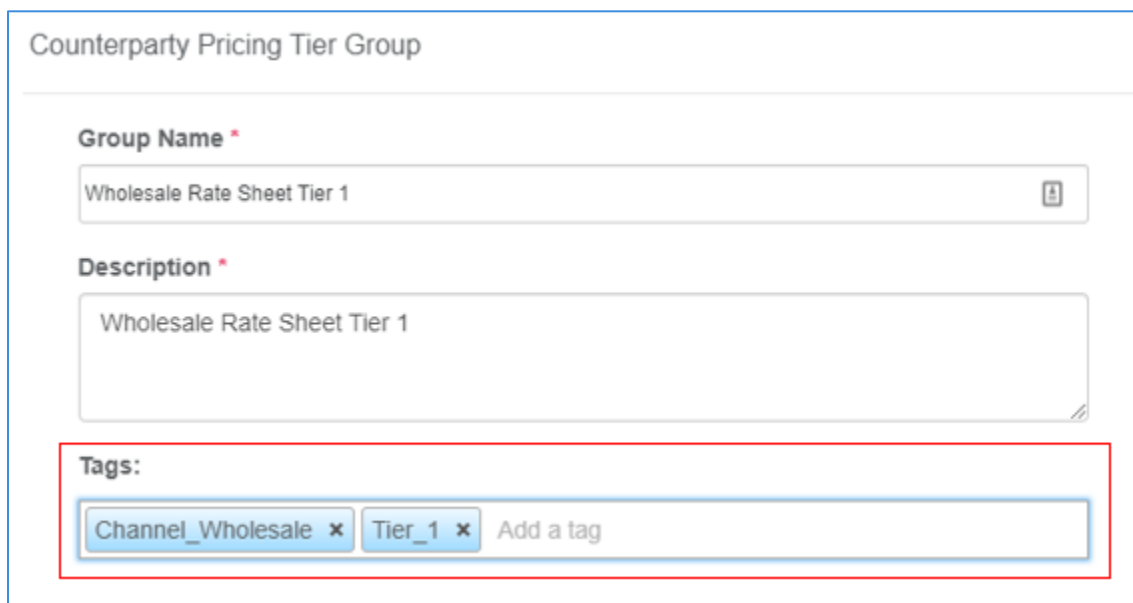 Counterparty Pricing Tier Group
Group Name *
Wholesale Rate Sheet Tier 1
Description *
Wholesale Rate Sheet Tier 1
Tags:
Channel_Wholesale × Tier_1 × Add a tag